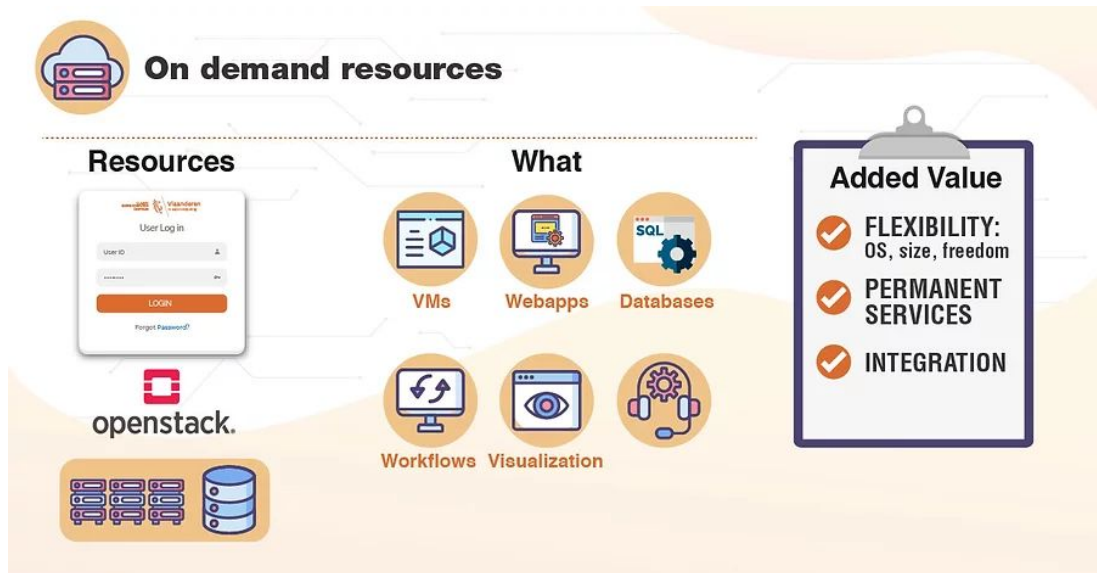 On demand resources
Resources
Vlaanderen
User Log in
User ID
LOGIN
Forgot Password?
openstack.
What
VMs
Webapps
SQL
Databases
Workflows
Visualization
Added Value
FLEXIBILITY:
OS, size, freedom
PERMANENT
SERVICES
INTEGRATION